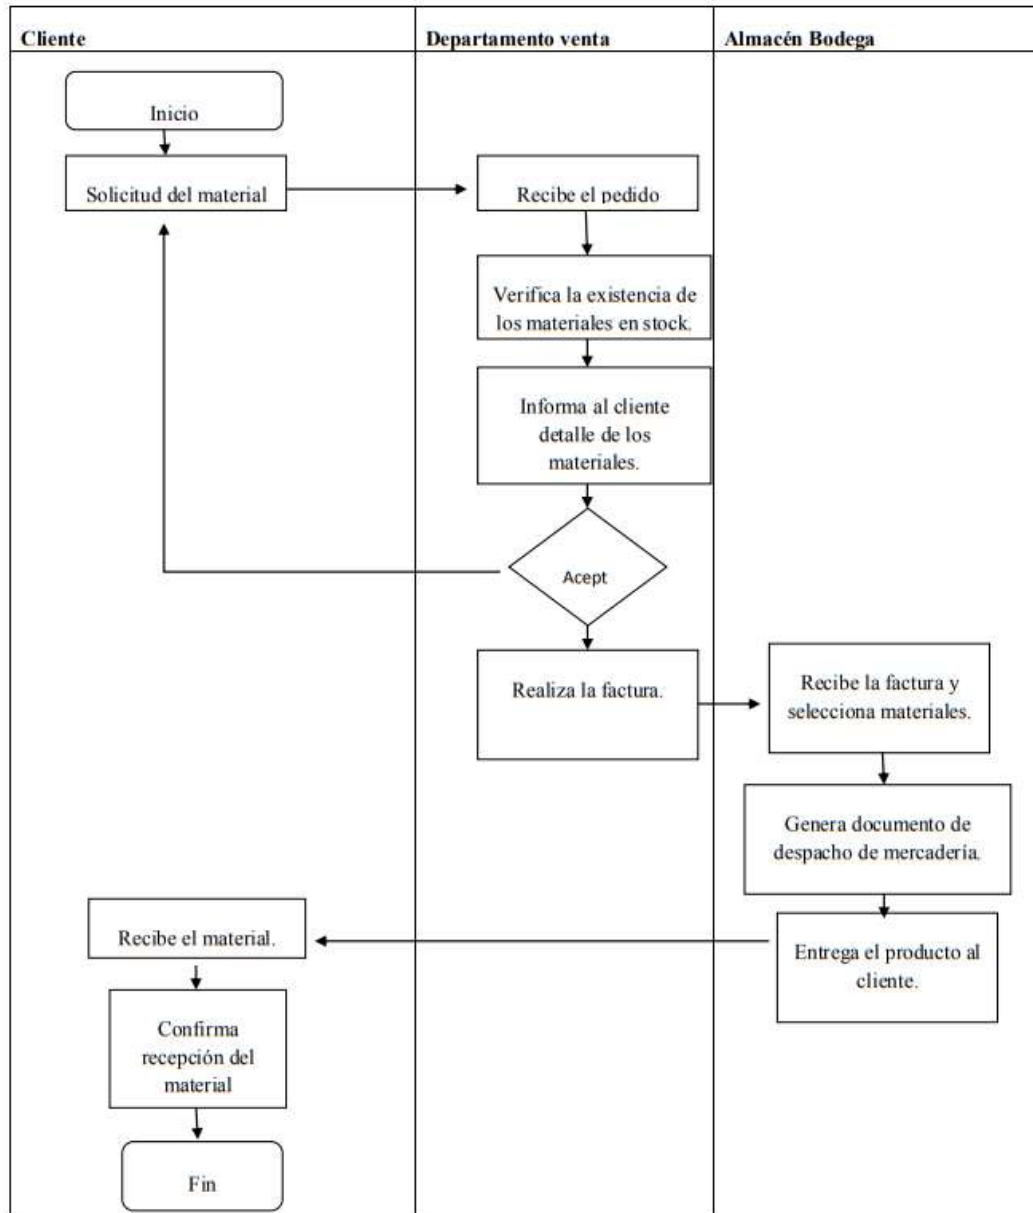 Cliente
Departamento venta
Almacén Bodega
Inicio
Solicitud del material
Recibe el pedido
Verifica la existencia de
los materiales en stock.
Informa al cliente
detalle de los
materiales.
Acept
Realiza la factura.
Recibe la factura y
selecciona materiales.
Genera documento de
despacho de mercadería.
Entrega el producto al
cliente.
Recibe el material.
Confirma
recepción del
material
Fin